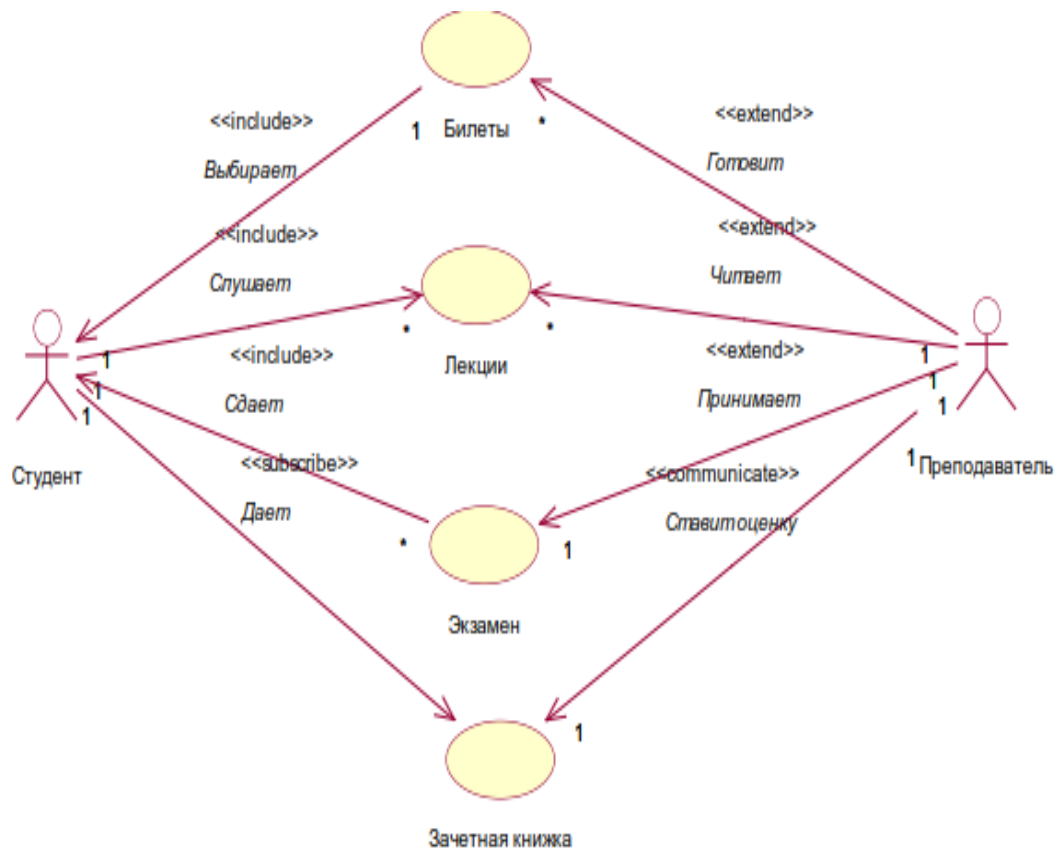 <<include>>
1
Билеты
*
<<extend>>
Выбирает
Готовит
<<include>>
<<extend>>
Слушает
Читает
*
*
<<include>>
1
Лекции
<<extend>>
1
1
1
1
Сдает
Принимает
1
1
Студент
<<subscribe>>
<<communicate>>
1
Преподаватель
Дает
Ставит оценку
*
1
Экзамен
1
Зачетная книжка